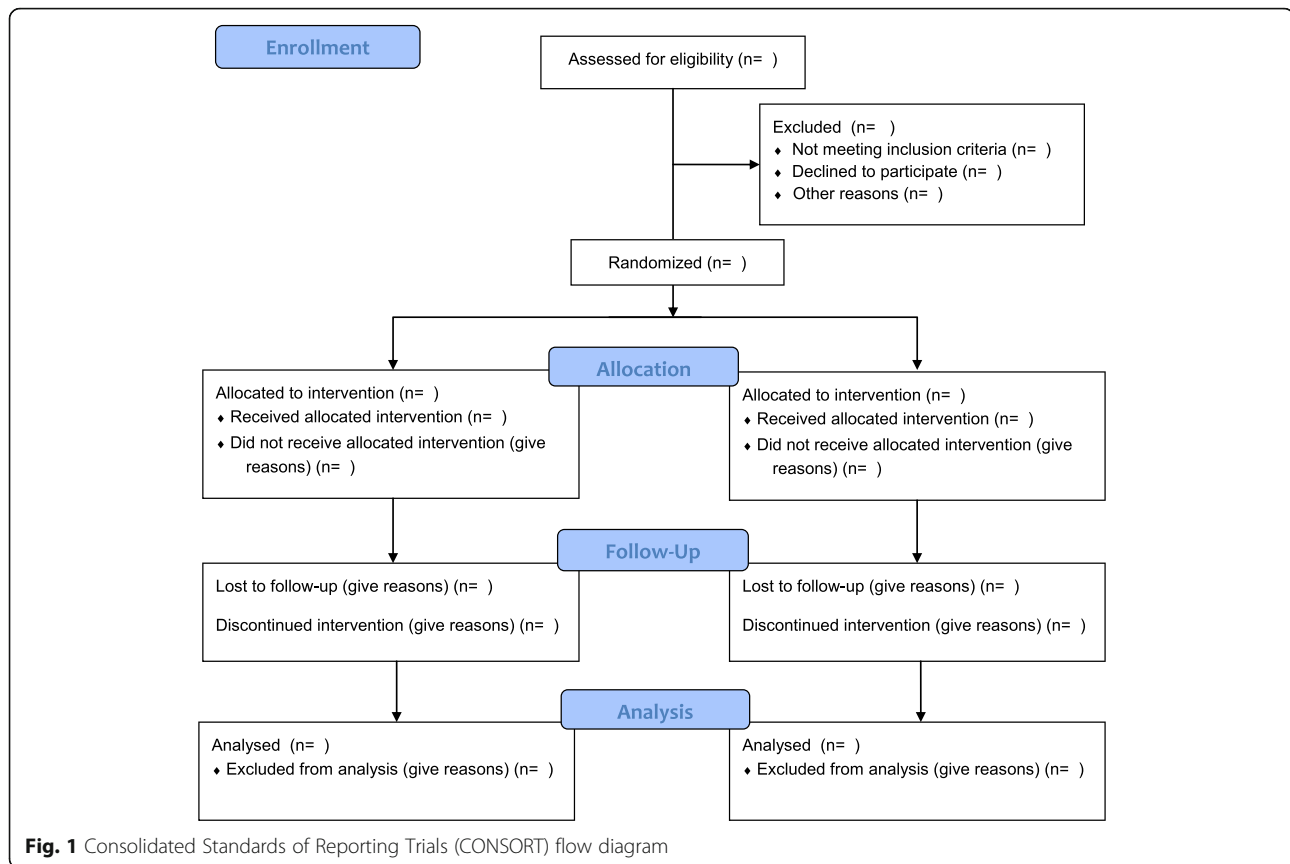 Enrollment
Assessed for eligibility (n=  )
Excluded  (n=   )
♦ Not meeting inclusion criteria (n=  )
♦ Declined to participate (n=  )
♦ Other reasons (n=  )
Randomized (n=  )
Allocation
Allocated to intervention (n=  )
♦ Received allocated intervention (n=  )
♦ Did not receive allocated intervention (give
reasons) (n=  )
Allocated to intervention (n=  )
♦ Received allocated intervention (n=  )
♦ Did not receive allocated intervention (give
reasons) (n=  )
Follow-Up
Lost to follow-up (give reasons) (n=  )
Discontinued intervention (give reasons) (n=  )
Lost to follow-up (give reasons) (n=  )
Discontinued intervention (give reasons) (n=  )
Analysis
Analysed  (n=  )
♦ Excluded from analysis (give reasons) (n=  )
Analysed  (n=  )
♦ Excluded from analysis (give reasons) (n=  )
Fig. 1 Consolidated Standards of Reporting Trials (CONSORT) flow diagram